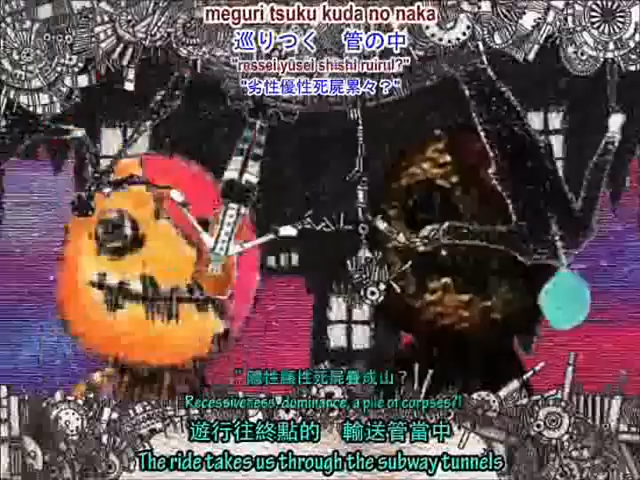 meguri tsuku kuda no naka
巡りつく 管の中
"ressei yusei shishi ruirui?"
"劣性優性死屍累々？"
"隱性顯性死屍疊成山？
Recessiveness, dominance, a pile of corpses?!
遊行往終點的 輸送管當中
The ride takes us through the subway tunnels